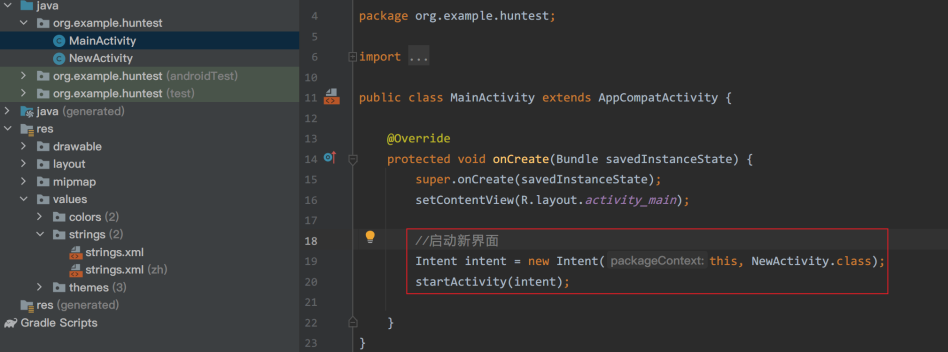 java
org.example.huntest
MainActivity
NewActivity
org.example.huntest (androidTest)
org.example.huntest (test)
java (generated)
res
drawable
layout
mipmap
values
colors (2)
strings (2)
strings.xml
strings.xml (zh)
themes (3)
res (generated)
Gradle Scripts
4 package org.example.huntest;
5
6 import ...
10
11 public class MainActivity extends AppCompatActivity {
12
13 @Override
14 protected void onCreate(Bundle savedInstanceState) {
15 super.onCreate(savedInstanceState);
16 setContentView(R.layout.activity_main);
17
18 //启动新界面
19 Intent intent = new Intent( packageContext: this, NewActivity.class);
20 startActivity(intent);
21
22 }
23 }